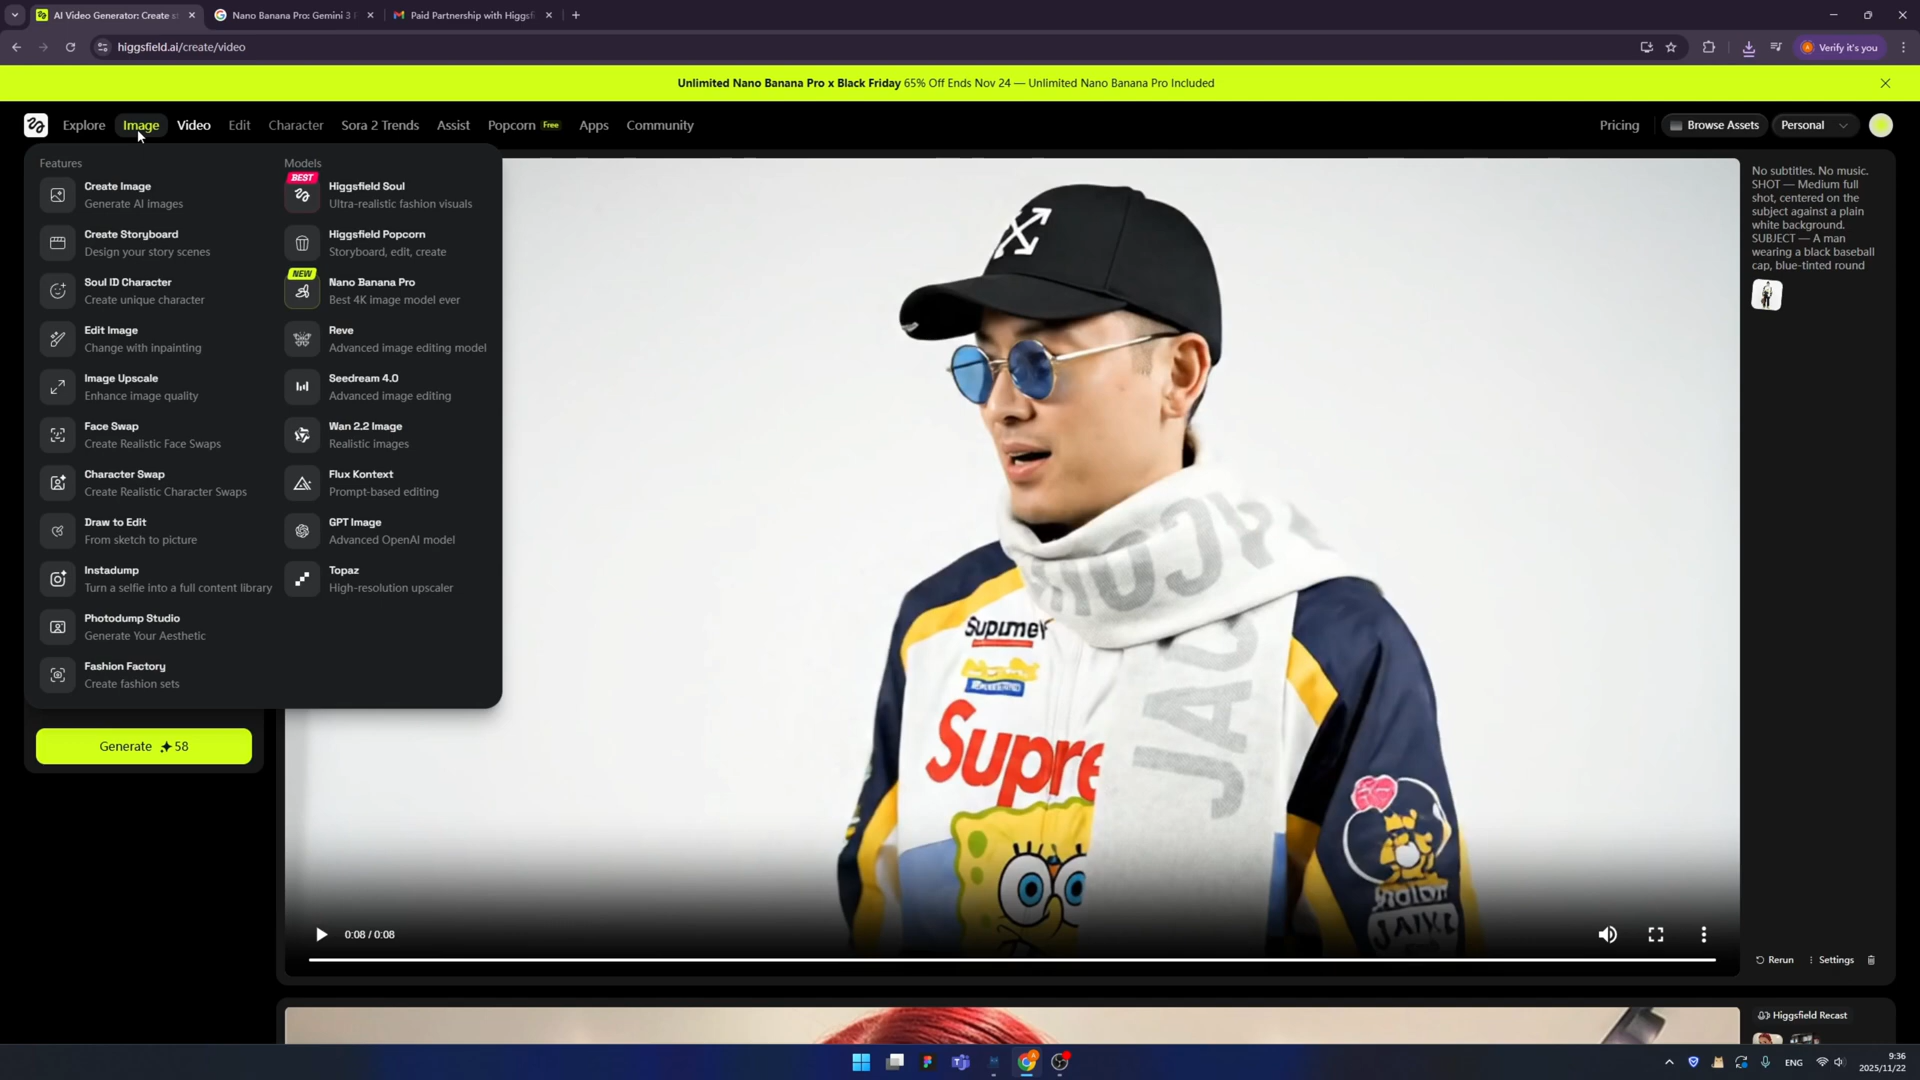 AI Video Generator: Create s
Nano Banana Pro: Gemini 3
Paid Partnership with Higgsf
higgsfield.ai/create/video
Verify it's you
Unlimited Nano Banana Pro x Black Friday 65% Off Ends Nov 24 — Unlimited Nano Banana Pro Included
Explore Image Video Edit Character Sora 2 Trends Assist Popcorn Free Apps Community
Pricing Browse Assets Personal
Features
Create Image
Generate AI images
Create Storyboard
Design your story scenes
Soul ID Character
Create unique character
Edit Image
Change with inpainting
Image Upscale
Enhance image quality
Face Swap
Create Realistic Face Swaps
Character Swap
Create Realistic Character Swaps
Draw to Edit
From sketch to picture
Instadump
Turn a selfie into a full content library
Photodump Studio
Generate Your Aesthetic
Fashion Factory
Create fashion sets
Models
BEST
Higgsfield Soul
Ultra-realistic fashion visuals
Higgsfield Popcorn
Storyboard, edit, create
NEW
Nano Banana Pro
Best 4K image model ever
Reve
Advanced image editing model
Seedream 4.0
Advanced image editing
Wan 2.2 Image
Realistic images
Flux Kontext
Prompt-based editing
GPT Image
Advanced OpenAI model
Topaz
High-resolution upscaler
Generate 58
Supre
JAC
0:08 / 0:08
No subtitles. No music.
SHOT — Medium full
shot, centered on the
subject against a plain
white background.
SUBJECT — A man
wearing a black baseball
cap, blue-tinted round
Rerun Settings
Higgsfield Recast
ENG
9:36
2025/11/22